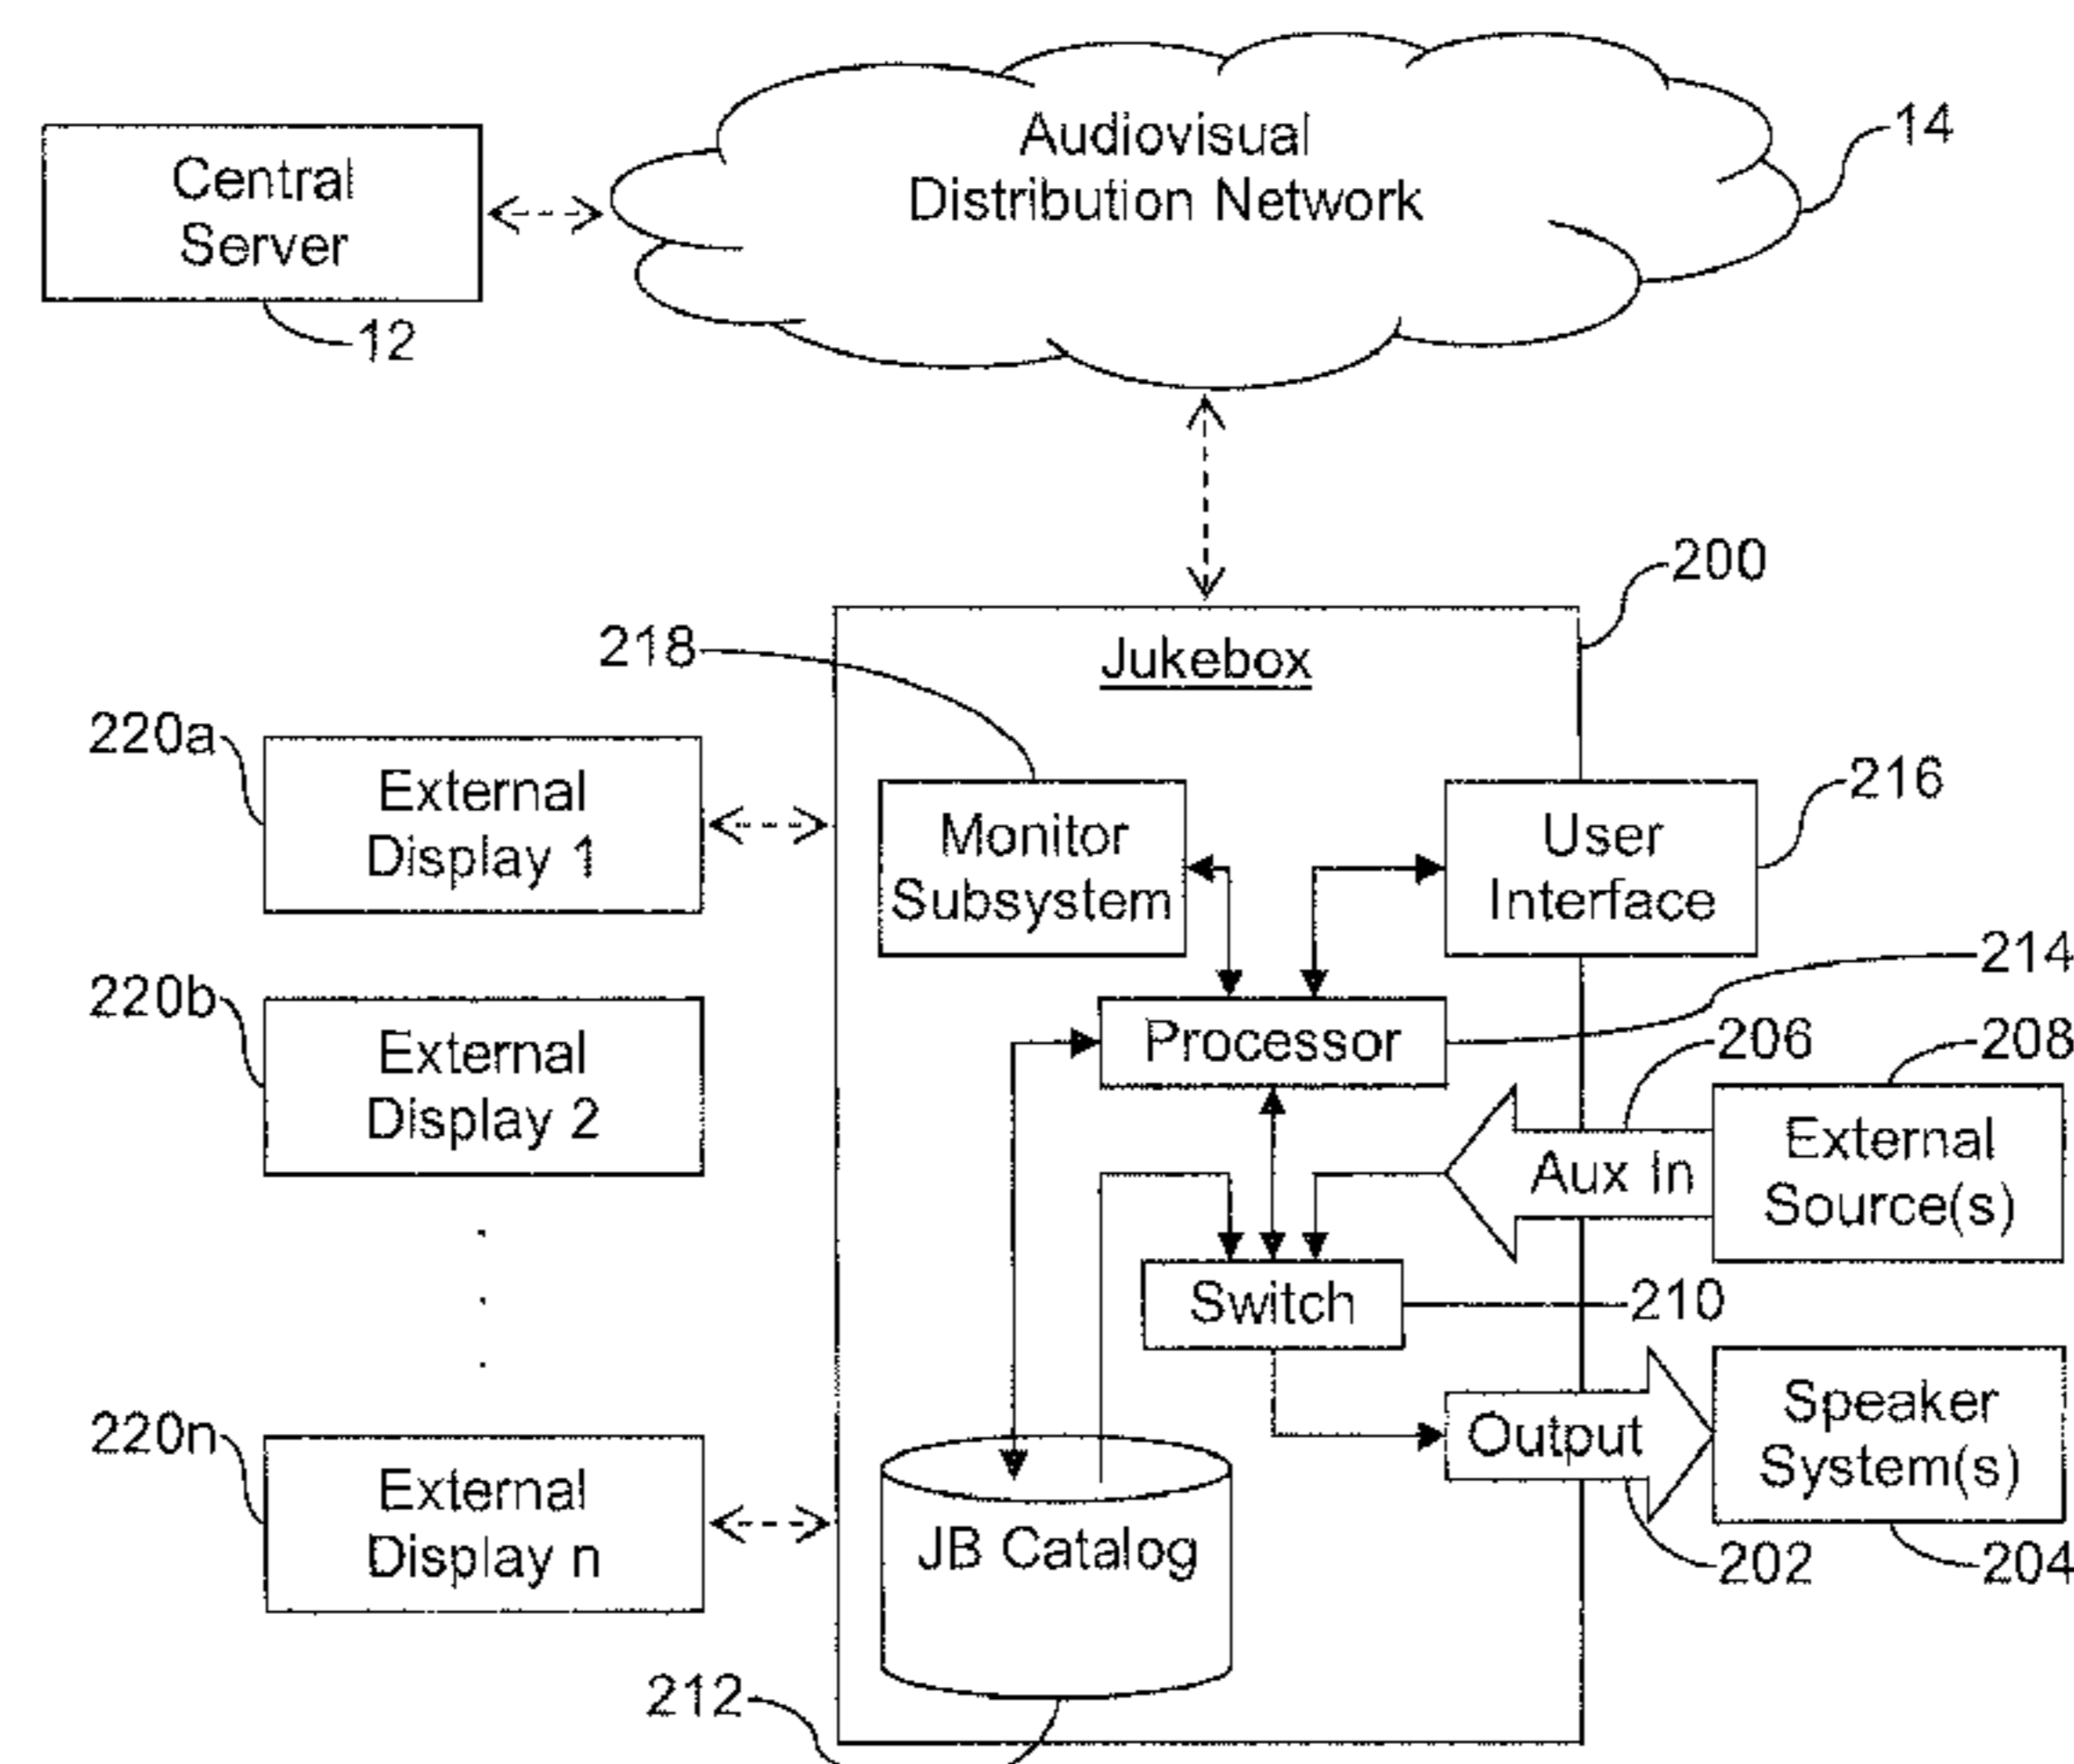 Audiovisual
Distribution Network
14
Central
Server
12
200
Jukebox
218
220a
External
Display 1
Monitor
Subsystem
User
Interface
216
214
220b
External
Display 2
Processor
206
208
Aux In
External
Source(s)
Switch
210
220n
External
Display n
Output
Speaker
System(s)
JB Catalog
202
204
212